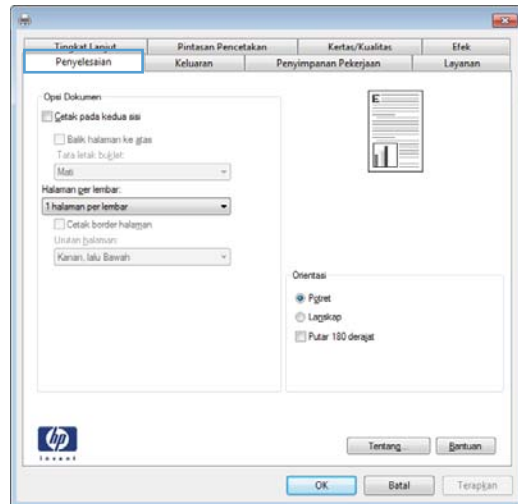 Tingkat Lanjut Pintasan Pencetakan Kertas/Kualitas Efek
Penyelesaian Keluaran Penyimpanan Pekerjaan Layanan
Opsi Dokumen
Cetak pada kedua sisi
Balik halaman ke atas
Tata letak buklet:
Mati
Halaman per lembar:
1 halaman per lembar
Cetak border halaman
Urutan halaman:
Kanan, lalu Bawah
E
Orientasi
Potret
Lanskap
Putar 180 derajat
hp
invent
Tentang... Bantuan
OK Batal Terapkan